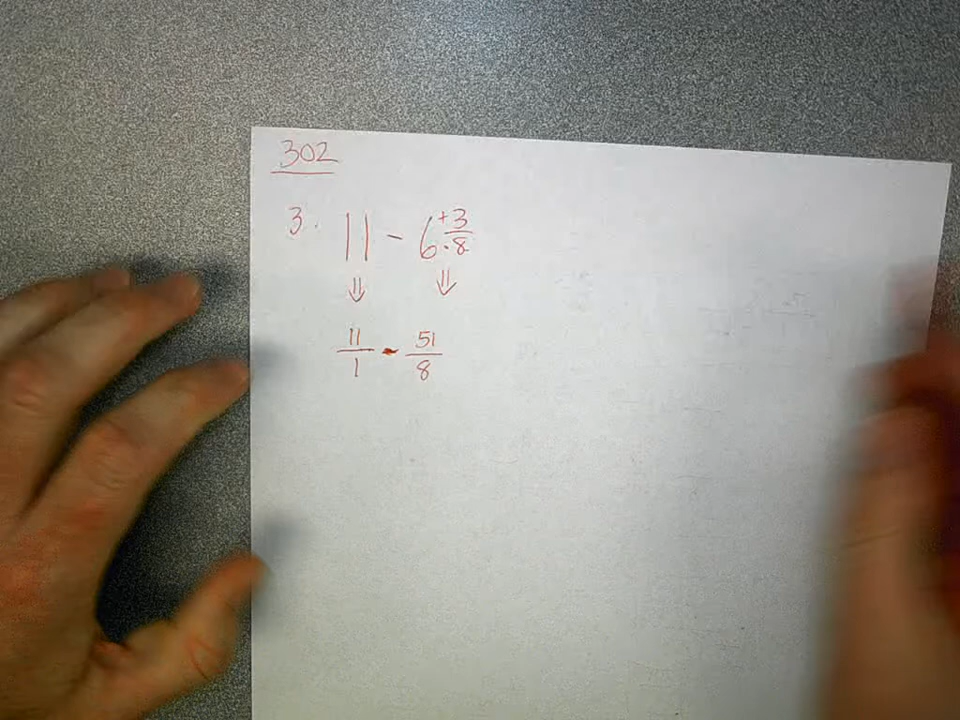 302
3. 11 - 6 + 3/8 •
⇓ ⇓
11/1 - 51/8